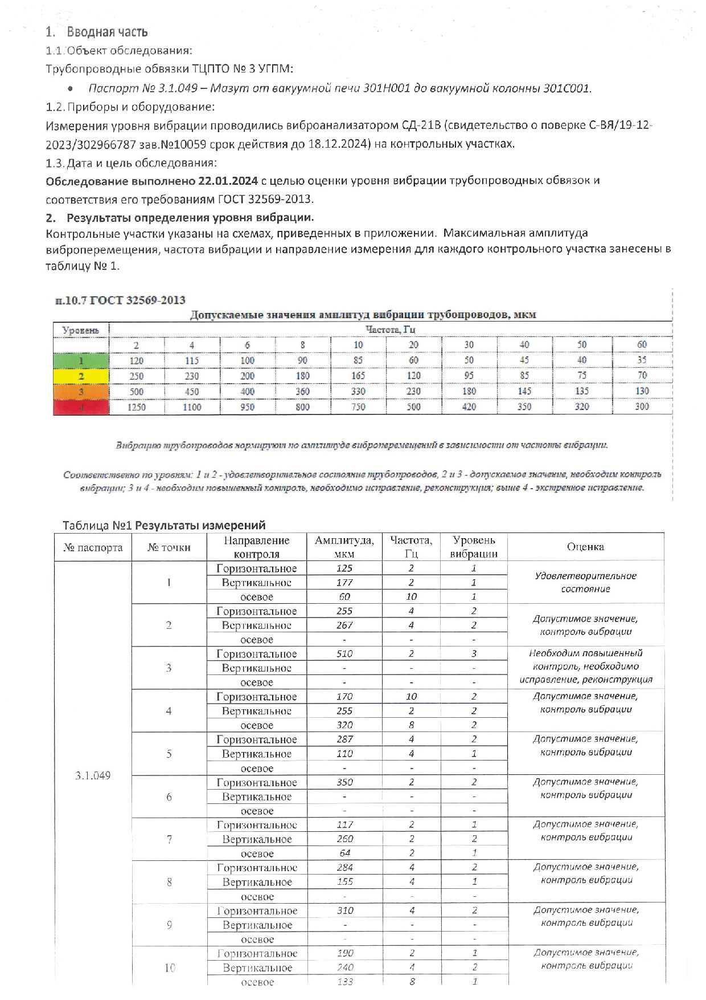 1. Вводная часть
1.1. Объект обследования:
Трубопроводные обвязки ТЦПТО № 3 УГПМ:
• Паспорт № 3.1.049 – Мазут от вакуумной печи 301Н001 до вакуумной колонны 301С001.
1.2. Приборы и оборудование:
Измерения уровня вибрации проводились виброанализатором СД-21В (свидетельство о поверке С-ВЯ/19-12-
2023/302966787 зав.№10059 срок действия до 18.12.2024) на контрольных участках.
1.3. Дата и цель обследования:
Обследование выполнено 22.01.2024 с целью оценки уровня вибрации трубопроводных обвязок и
соответствия его требованиям ГОСТ 32569-2013.
2. Результаты определения уровня вибрации.
Контрольные участки указаны на схемах, приведенных в приложении. Максимальная амплитуда
виброперемещения, частота вибрации и направление измерения для каждого контрольного участка занесены в
таблицу № 1.
п.10.7 ГОСТ 32569-2013
Допускаемые значения амплитуд вибрации трубопроводов, мкм
Уровень Частота, Гц
2 4 6 8 10 20 30 40 50 60
1 120 115 100 90 85 60 50 45 40 35
2 250 230 200 180 165 120 95 85 75 70
3 500 450 400 360 330 230 180 145 135 130
4 1250 1100 950 800 750 500 420 350 320 300
Вибрацию трубопроводов нормируют по амплитуде виброперемещений в зависимости от частоты вибрации.
Соответственно по уровням: 1 и 2 - удовлетворительное состояние трубопроводов, 2 и 3 - допускаемое значение, необходим контроль
вибрации; 3 и 4 - необходим повышенный контроль, необходимо исправление, реконструкция; выше 4 - экстренное исправление.
Таблица №1 Результаты измерений
№ паспорта № точки Направление контроля Амплитуда, мкм Частота, Гц Уровень вибрации Оценка
3.1.049
1 Горизонтальное 125 2 1 Удовлетворительное состояние
Вертикальное 177 2 1
осевое 60 10 1
2 Горизонтальное 255 4 2 Допустимое значение, контроль вибрации
Вертикальное 267 4 2
осевое - - -
3 Горизонтальное 510 2 3 Необходим повышенный контроль, необходимо исправление, реконструкция
Вертикальное - - -
осевое - - -
4 Горизонтальное 170 10 2 Допустимое значение, контроль вибрации
Вертикальное 255 2 2
осевое 320 8 2
5 Горизонтальное 287 4 2 Допустимое значение, контроль вибрации
Вертикальное 110 4 1
осевое - - -
6 Горизонтальное 350 2 2 Допустимое значение, контроль вибрации
Вертикальное - - -
осевое - - -
7 Горизонтальное 117 2 1 Допустимое значение, контроль вибрации
Вертикальное 260 2 2
осевое 64 2 1
8 Горизонтальное 284 4 2 Допустимое значение, контроль вибрации
Вертикальное 155 4 1
осевое - - -
9 Горизонтальное 310 4 2 Допустимое значение, контроль вибрации
Вертикальное - - -
осевое - - -
10 Горизонтальное 190 2 1 Допустимое значение, контроль вибрации
Вертикальное 240 4 2
осевое 133 8 1